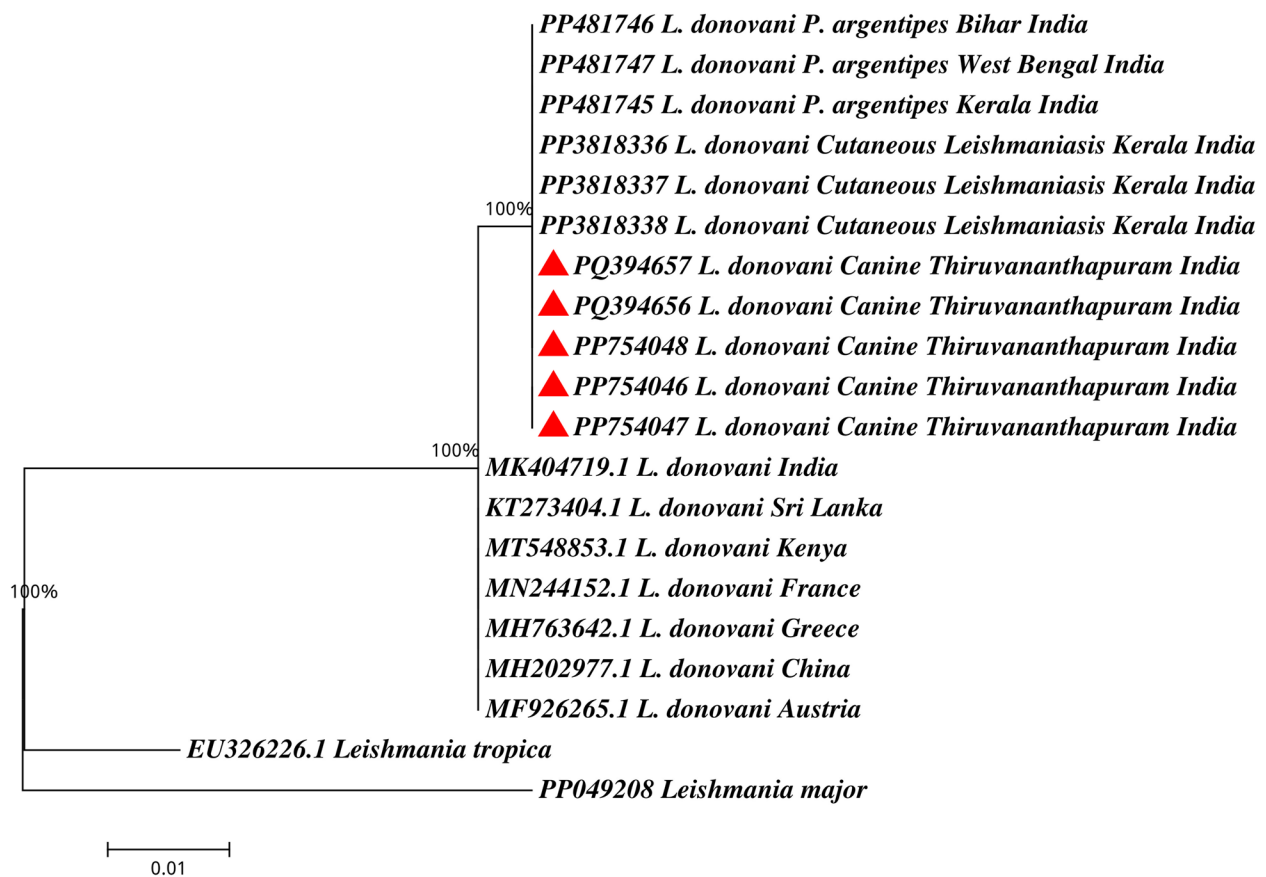 PP481746 L. donovani P. argentipes Bihar India
PP481747 L. donovani P. argentipes West Bengal India
PP481745 L. donovani P. argentipes Kerala India
PP3818336 L. donovani Cutaneous Leishmaniasis Kerala India
PP3818337 L. donovani Cutaneous Leishmaniasis Kerala India
100%
PP3818338 L. donovani Cutaneous Leishmaniasis Kerala India
PQ394657 L. donovani Canine Thiruvananthapuram India
PQ394656 L. donovani Canine Thiruvananthapuram India
PP754048 L. donovani Canine Thiruvananthapuram India
PP754046 L. donovani Canine Thiruvananthapuram India
PP754047 L. donovani Canine Thiruvananthapuram India
100%
MK404719.1 L. donovani India
KT273404.1 L. donovani Sri Lanka
MT548853.1 L. donovani Kenya
100%
MN244152.1 L. donovani France
MH763642.1 L. donovani Greece
MH202977.1 L. donovani China
MF926265.1 L. donovani Austria
EU326226.1 Leishmania tropica
PP049208 Leishmania major
0.01